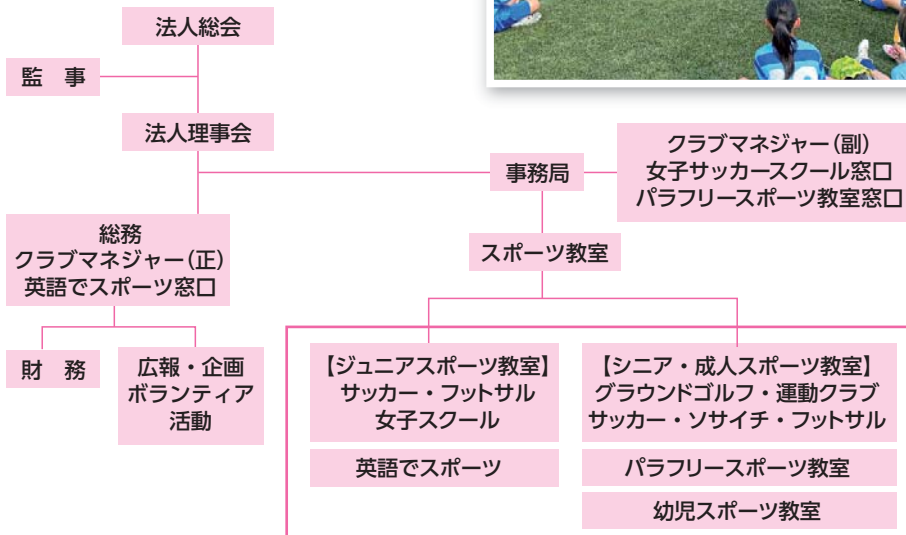 法人総会
監　事
法人理事会
事務局
クラブマネジャー（副）
女子サッカースクール窓口
パラフリースポーツ教室窓口
総務
クラブマネジャー（正）
英語でスポーツ窓口
スポーツ教室
財　務
広報・企画
ボランティア
活動
【ジュニアスポーツ教室】
サッカー・フットサル
女子スクール
英語でスポーツ
【シニア・成人スポーツ教室】
グラウンドゴルフ・運動クラブ
サッカー・ソサイチ・フットサル
パラフリースポーツ教室
幼児スポーツ教室